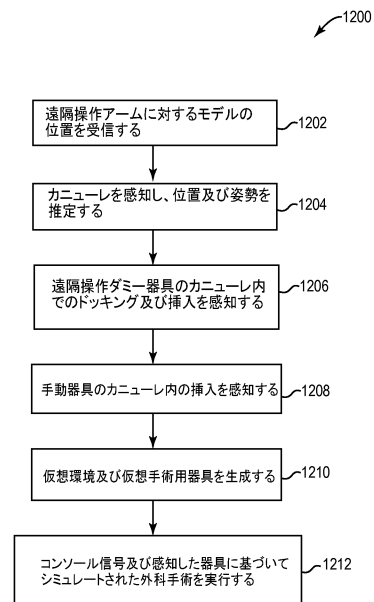 1200
遠隔操作アームに対するモデルの
位置を受信する
1202
カニューレを感知し、位置及び姿勢を
推定する
1204
遠隔操作ダミー器具のカニューレ内
でのドッキング及び挿入を感知する
1206
手動器具のカニューレ内の挿入を感知する
1208
仮想環境及び仮想手術用器具を生成する
1210
コンソール信号及び感知した器具に基づいて
シミュレートされた外科手術を実行する
1212